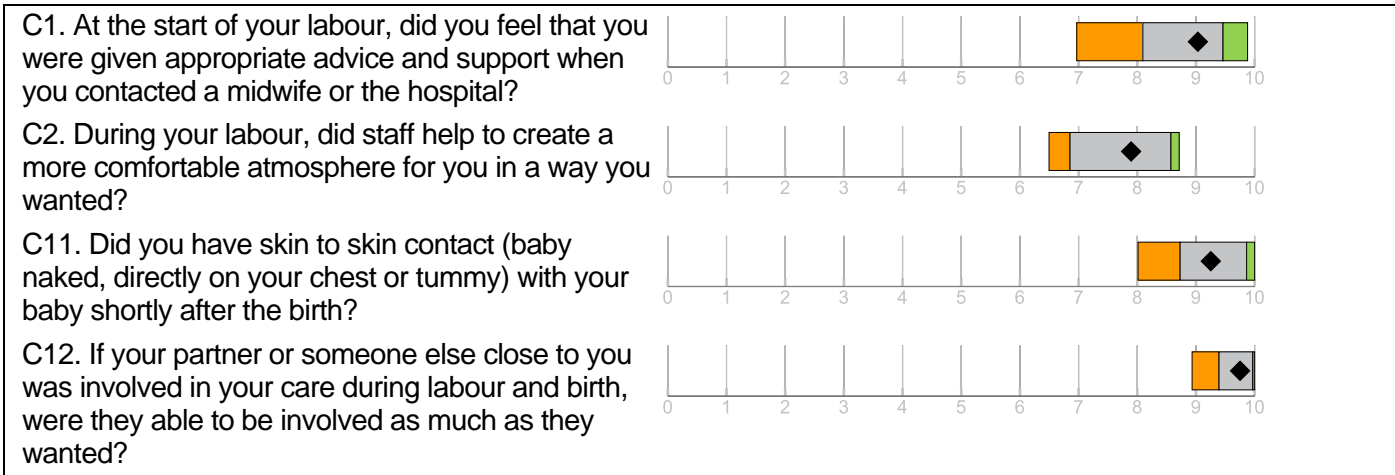 C1. At the start of your labour, did you feel that you
were given appropriate advice and support when
you contacted a midwife or the hospital?
0 1 2 3 4 5 6 7 8 9 10
C2. During your labour, did staff help to create a
more comfortable atmosphere for you in a way you
wanted?
0 1 2 3 4 5 6 7 8 9 10
C11. Did you have skin to skin contact (baby
naked, directly on your chest or tummy) with your
baby shortly after the birth?
0 1 2 3 4 5 6 7 8 9 10
C12. If your partner or someone else close to you
was involved in your care during labour and birth,
were they able to be involved as much as they
wanted?
0 1 2 3 4 5 6 7 8 9 10